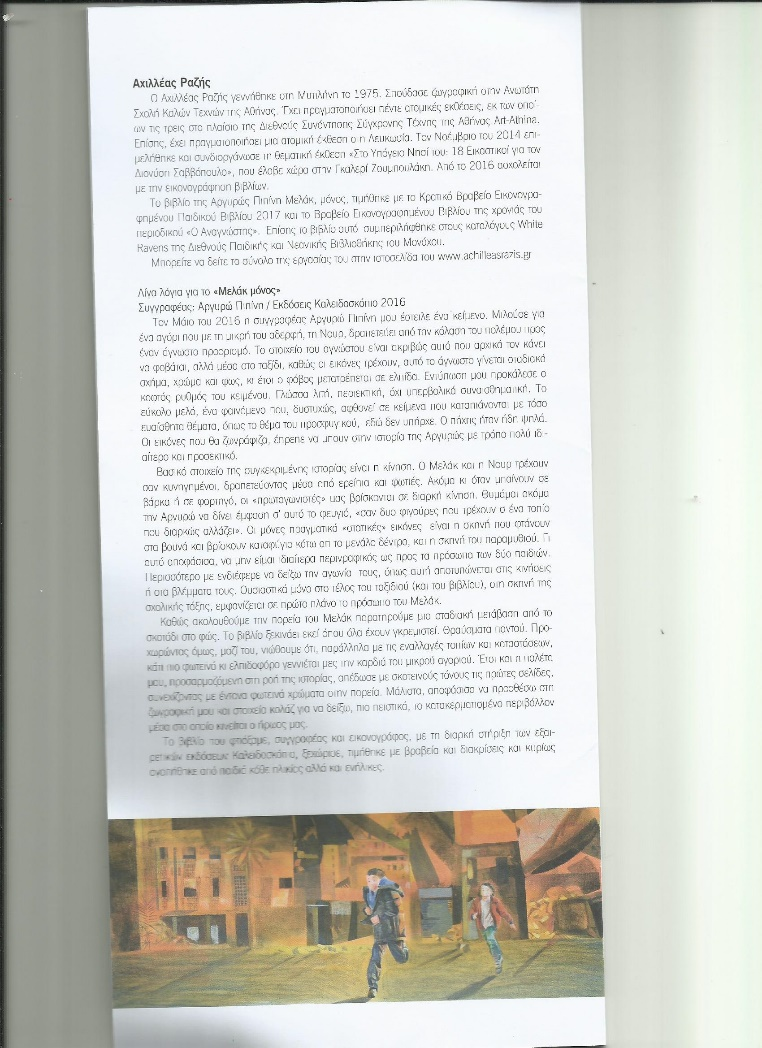 Αχιλλέας Ραζής
Ο Αχιλλέας Ραζής γεννήθηκε στη Μυτιλήνη το 1975. Σπούδασε ζωγραφική στην Ανωτάτη
Σχολή Καλών Τεχνών της Αθήνας. Έχει πραγματοποιήσει πέντε ατομικές εκθέσεις, εκ των οποί-
ων τις τρεις στο πλαίσιο της Διεθνούς Συνάντησης Σύγχρονης Τέχνης της Αθήνας Art-Athina.
Επίσης, έχει πραγματοποιήσει μια ατομική έκθεση στη Λευκωσία. Τον Νοέμβριο του 2014 επι-
μελήθηκε και συνδιοργάνωσε τη θεματική έκθεση «Στο Υπόγειο Νησί του: 18 Εικαστικοί για τον
Διονύση Σαββόπουλο», που έλαβε χώρα στην Γκαλερί Ζουμπουλάκη. Από το 2016 ασχολείται
με την εικονογράφηση βιβλίων.
Το βιβλίο της Αργυρώς Πιπίνη Μελάκ, μόνος, τιμήθηκε με το Κρατικό Βραβείο Εικονογρα-
φημένου Παιδικού Βιβλίου 2017 και το Βραβείο Εικονογραφημένου Βιβλίου της χρονιάς του
περιοδικού «Ο Αναγνώστης». Επίσης το βιβλίο αυτό συμπεριλήφθηκε στους καταλόγους White
Ravens της Διεθνούς Παιδικής και Νεανικής Βιβλιοθήκης του Μονάχου.
Μπορείτε να δείτε το σύνολο της εργασίας του στην ιστοσελίδα του www.achilleasrazis.gr
Λίγα λόγια για το «Μελάκ μόνος»
Συγγραφέας: Αργυρώ Πιπίνη / Εκδόσεις Καλειδοσκόπιο 2016
Τον Μάιο του 2016 η συγγραφέας Αργυρώ Πιπίνη μου έστειλε ένα κείμενο. Μιλούσε για
ένα αγόρι που με τη μικρή του αδερφή, τη Νουρ, δραπετεύει από την κόλαση του πολέμου προς
έναν άγνωστο προορισμό. Το στοιχείο του αγνώστου είναι ακριβώς αυτό που αρχικά τον κάνει
να φοβάται, αλλά μέσα στο ταξίδι, καθώς οι εικόνες τρέχουν, αυτό το άγνωστο γίνεται σταδιακά
σχήμα, χρώμα και φως, κι έτσι ο φόβος μετατρέπεται σε ελπίδα. Εντύπωση μου προκάλεσε ο
κοφτός ρυθμός του κειμένου. Γλώσσα λιτή, περιεκτική, όχι υπερβολικά συναισθηματική. Το
εύκολο μελό, ένα φαινόμενο που, δυστυχώς, αφθονεί σε κείμενα που καταπιάνονται με τόσο
ευαίσθητα θέματα, όπως το θέμα του προσφυγικού, εδώ δεν υπήρχε. Ο πήχης ήταν ήδη ψηλά.
Οι εικόνες που θα ζωγράφιζα, έπρεπε να μπουν στην ιστορία της Αργυρώς με τρόπο πολύ ιδι-
αίτερο και προσεκτικό.
Βασικό στοιχείο της συγκεκριμένης ιστορίας είναι η κίνηση. Ο Μελάκ και η Νουρ τρέχουν
σαν κυνηγημένοι, δραπετεύοντας μέσα από ερείπια και φωτιές. Ακόμα κι όταν μπαίνουν σε
βάρκα ή σε φορτηγό, οι «πρωταγωνιστές» μας βρίσκονται σε διαρκή κίνηση. Θυμάμαι ακόμα
την Αργυρώ να δίνει έμφαση σ' αυτό το φευγιό, «σαν δυο φιγούρες που τρέχουν σ ένα τοπίο
που διαρκώς αλλάζει». Οι μόνες πραγματικά «στατικές» εικόνες είναι η σκηνή που φτάνουν
στα βουνά και βρίσκουν καταφύγιο κάτω απ το μεγάλο δέντρο, και η σκηνή του παραμυθιού. Γι
αυτό αποφάσισα, να μην είμαι ιδιαίτερα περιγραφικός ως προς τα πρόσωπα των δύο παιδιών.
Περισσότερο με ενδιέφερε να δείξω την αγωνία τους, όπως αυτή αποτυπώνεται στις κινήσεις
ή στα βλέμματα τους. Ουσιαστικά μόνο στο τέλος του ταξιδιού (και του βιβλίου), στη σκηνή της
σχολικής τάξης, εμφανίζεται σε πρώτο πλάνο το πρόσωπο του Μελάκ.
Καθώς ακολουθούμε την πορεία του Μελάκ παρατηρούμε μια σταδιακή μετάβαση από το
σκοτάδι στο φώς. Το βιβλίο ξεκινάει εκεί όπου όλα έχουν γκρεμιστεί. Θραύσματα παντού. Προ-
χωρώντας όμως, μαζί του, νιώθουμε ότι, παράλληλα με τις εναλλαγές τοπίων και καταστάσεων,
κάτι πιο φωτεινό κι ελπιδοφόρο γεννιέται μες την καρδιά του μικρού αγοριού. Έτσι και η παλέτα
μου, προσαρμοζόμενη στη ροή της ιστορίας, απέδωσε με σκοτεινούς τόνους τις πρώτες σελίδες,
συνεχίζοντας με έντονα φωτεινά χρώματα στην πορεία. Μάλιστα, αποφάσισα να προσθέσω στη
ζωγραφική μου και στοιχεία κολάζ για να δείξω, πιο πειστικά, το κατακερματισμένο περιβάλλον
μέσα στο οποίο κινείται ο ήρωας μας.
Το βιβλίο που φτιάξαμε, συγγραφέας και εικονογράφος, με τη διαρκή στήριξη των εξαι-
ρετικών εκδόσεων Καλειδοσκόπιο, ξεχώρισε, τιμήθηκε με βραβεία και διακρίσεις και κυρίως
αγαπήθηκε από παιδιά κάθε ηλικίας αλλά και ενήλικες.